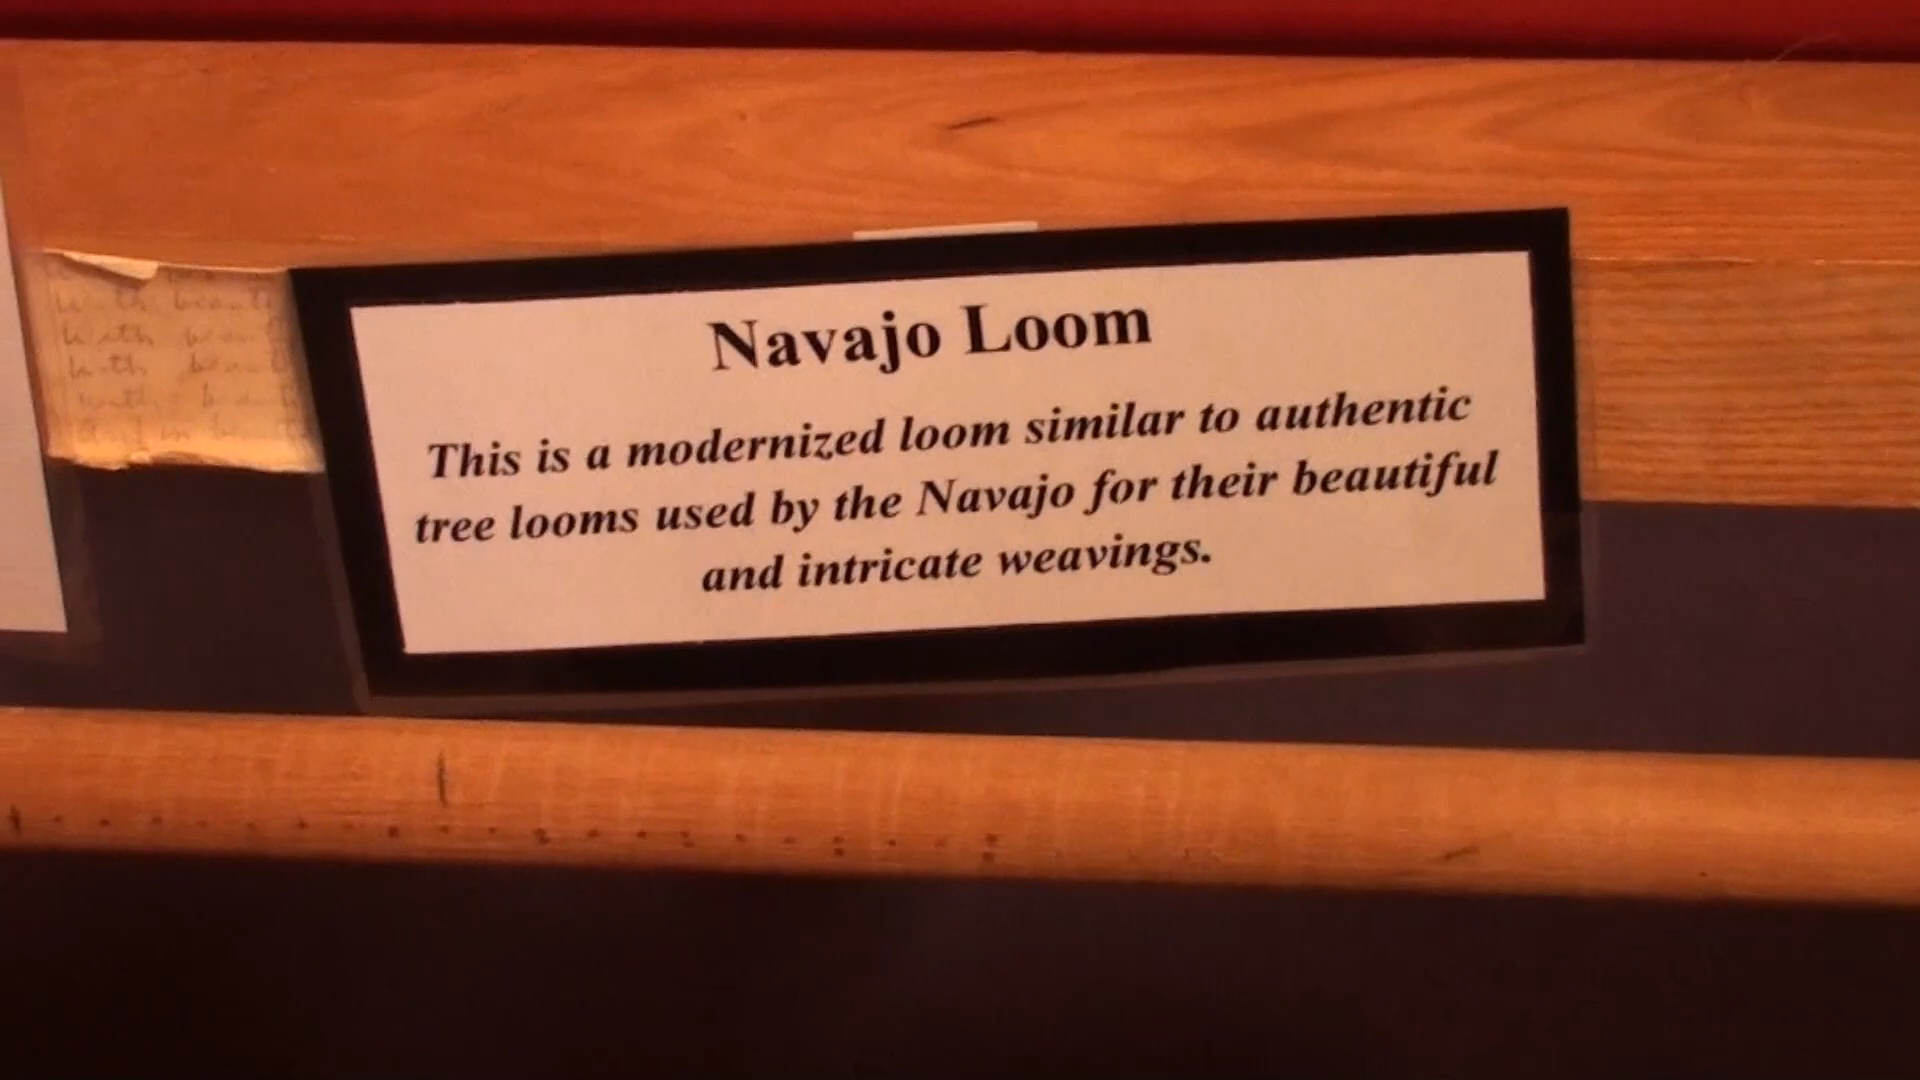 Navajo Loom
This is a modernized loom similar to authentic
tree looms used by the Navajo for their beautiful
and intricate weavings.